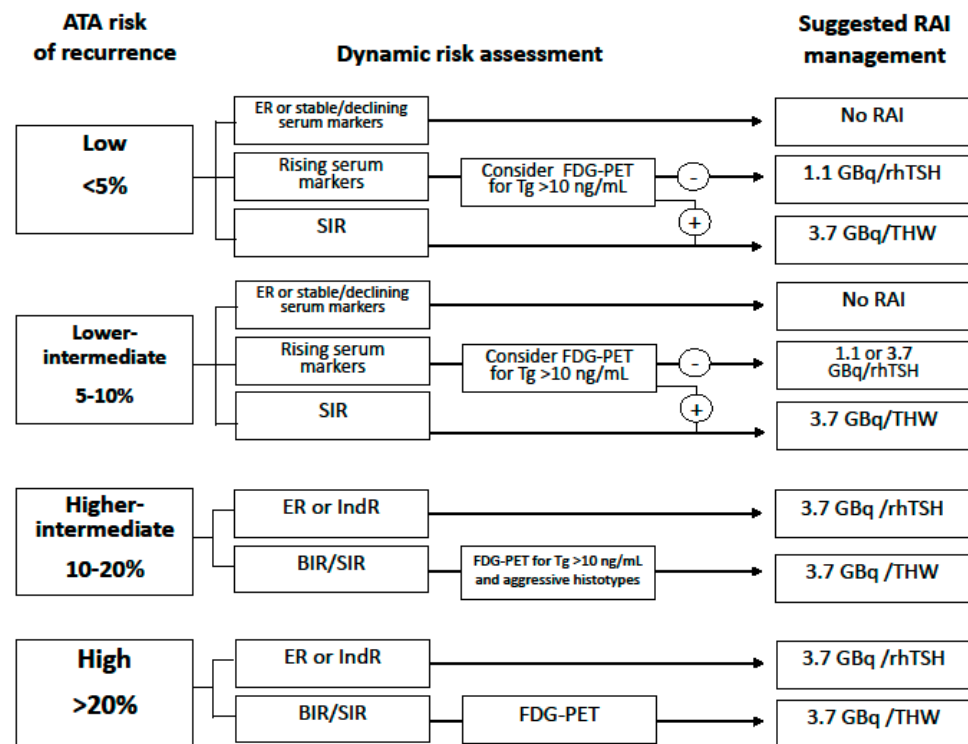 ATA risk
of recurrence
Dynamic risk assessment
Suggested RAI
management
Low
<5%
ER or stable/declining
serum markers
No RAI
Rising serum
markers
Consider FDG-PET
for Tg >10 ng/mL
-
1.1 GBq/rhTSH
+
SIR
3.7 GBq/THW
Lower-
intermediate
5-10%
ER or stable/declining
serum markers
No RAI
Rising serum
markers
Consider FDG-PET
for Tg >10 ng/mL
-
1.1 or 3.7
GBq/rhTSH
+
SIR
3.7 GBq/THW
Higher-
intermediate
10-20%
ER or IndR
3.7 GBq /rhTSH
BIR/SIR
FDG-PET for Tg >10 ng/mL
and aggressive histotypes
3.7 GBq /THW
High
>20%
ER or IndR
3.7 GBq /rhTSH
BIR/SIR
FDG-PET
3.7 GBq /THW